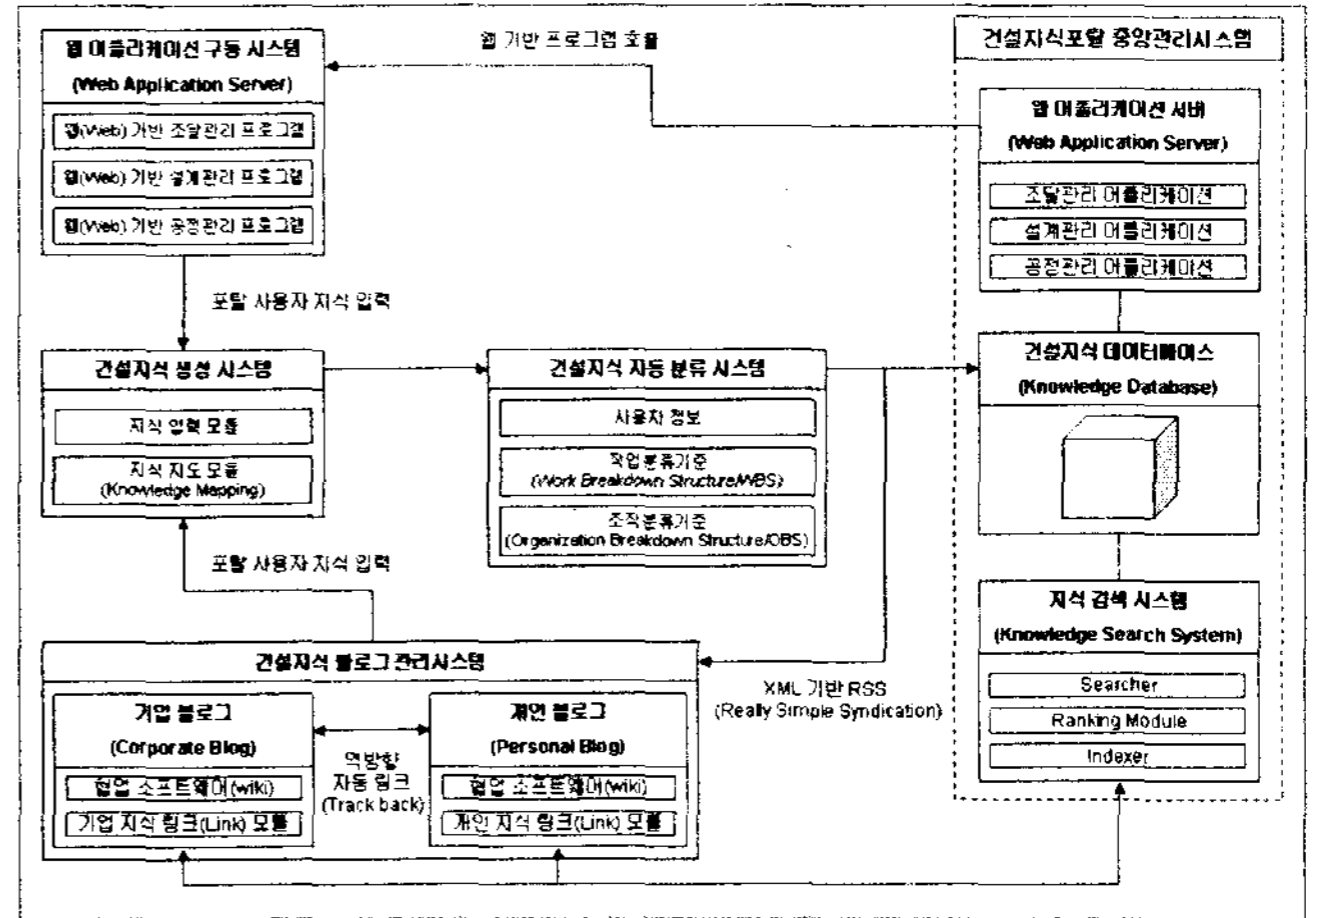 웹 어플리케이션 구동 시스템
(Web Application Server)
웹(Web) 기반 조달관리 프로그램
웹(Web) 기반 설계관리 프로그램
웹(Web) 기반 공정관리 프로그램
웹 기반 프로그램 호출
건설지식포탈 중앙관리시스템
웹 어플리케이션 서버
(Web Application Server)
조달관리 어플리케이션
설계관리 어플리케이션
공정관리 어플리케이션
포탈 사용자 지식 입력
건설지식 생성 시스템
지식 입력 모듈
지식 지도 모듈
(Knowledge Mapping)
건설지식 자동 분류 시스템
사용자 정보
작업분류기준
(Work Breakdown Structure/WBS)
조직분류기준
(Organization Breakdown Structure/OBS)
건설지식 데이터베이스
(Knowledge Database)
포탈 사용자 지식 입력
지식 검색 시스템
(Knowledge Search System)
Searcher
Ranking Module
Indexer
건설지식 블로그 관리시스템
기업 블로그
(Corporate Blog)
협업 소프트웨어(wiki)
기업 지식 링크(Link) 모듈
역방향
자동 링크
(Track back)
개인 블로그
(Personal Blog)
협업 소프트웨어(wiki)
개인 지식 링크(Link) 모듈
XML 기반 RSS
(Really Simple Syndication)